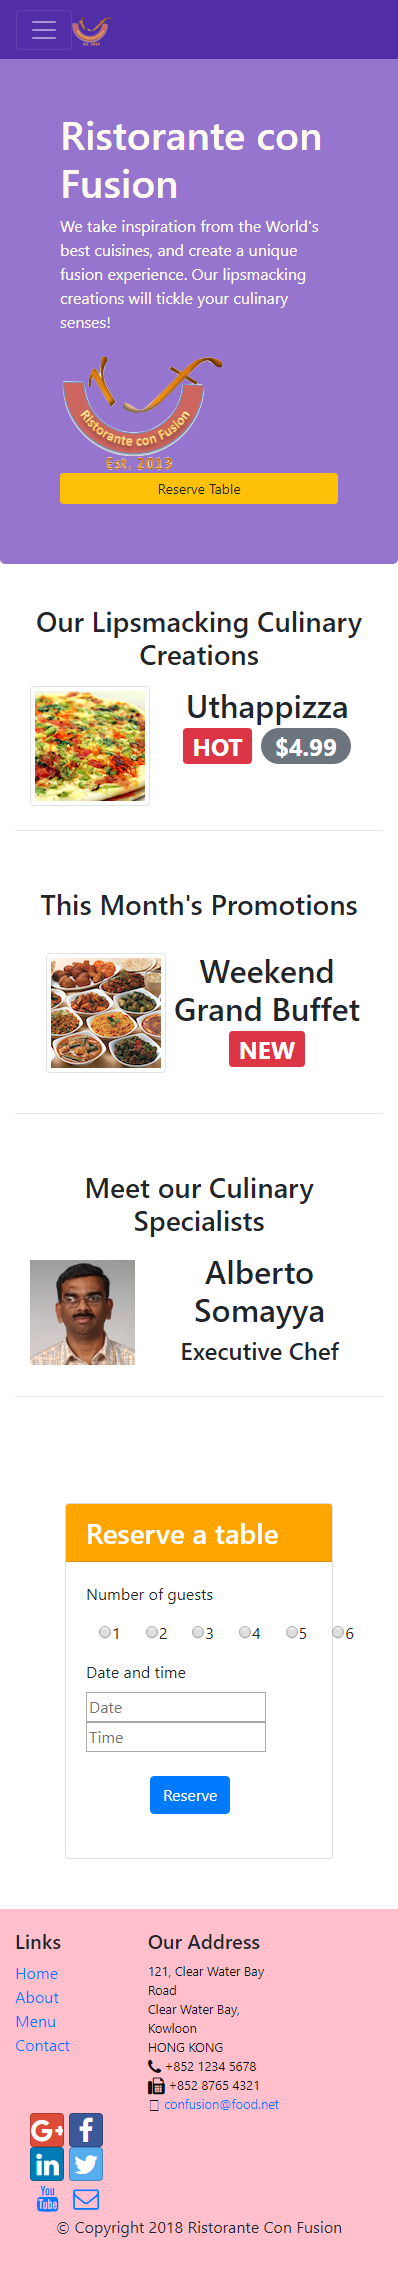 Ristorante con
Fusion
We take inspiration from the World's
best cuisines, and create a unique
fusion experience. Our lipsmacking
creations will tickle your culinary
senses!
Ristorante con Fusion
Est. 2013
Reserve Table
Our Lipsmacking Culinary
Creations
Uthappizza
HOT $4.99
This Month's Promotions
Weekend
Grand Buffet
NEW
Meet our Culinary
Specialists
Alberto
Somayya
Executive Chef
Reserve a table
Number of guests
1 2 3 4 5 6
Date and time
Date
Time
Reserve
Links
Home
About
Menu
Contact
Our Address
121, Clear Water Bay
Road
Clear Water Bay,
Kowloon
HONG KONG
+852 1234 5678
+852 8765 4321
confusion@food.net
G+ f
in
You
Tube
© Copyright 2018 Ristorante Con Fusion